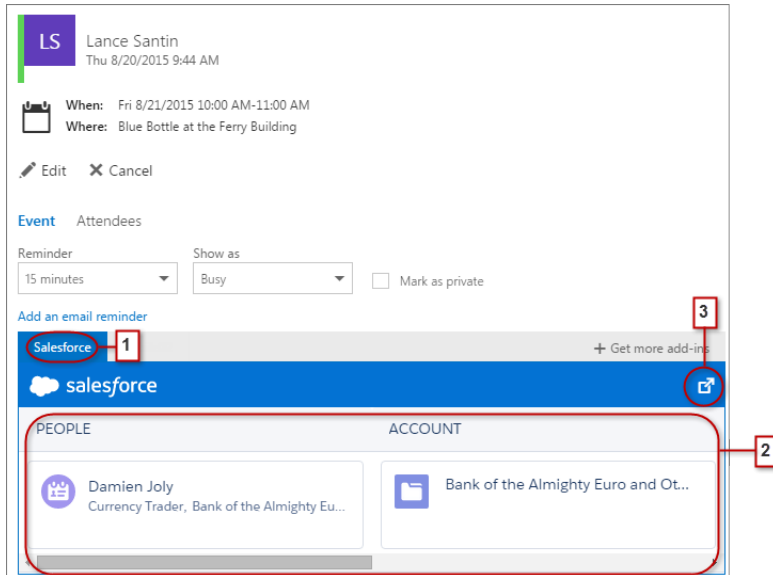 LS
Lance Santin
Thu 8/20/2015 9:44 AM
When: Fri 8/21/2015 10:00 AM-11:00 AM
Where: Blue Bottle at the Ferry Building
Edit Cancel
Event Attendees
Reminder Show as
15 minutes Busy Mark as private
Add an email reminder
3
Salesforce 1 + Get more add-ins
salesforce
PEOPLE ACCOUNT
2
Damien Joly Bank of the Almighty Euro and Ot...
Currency Trader, Bank of the Almighty Eu...